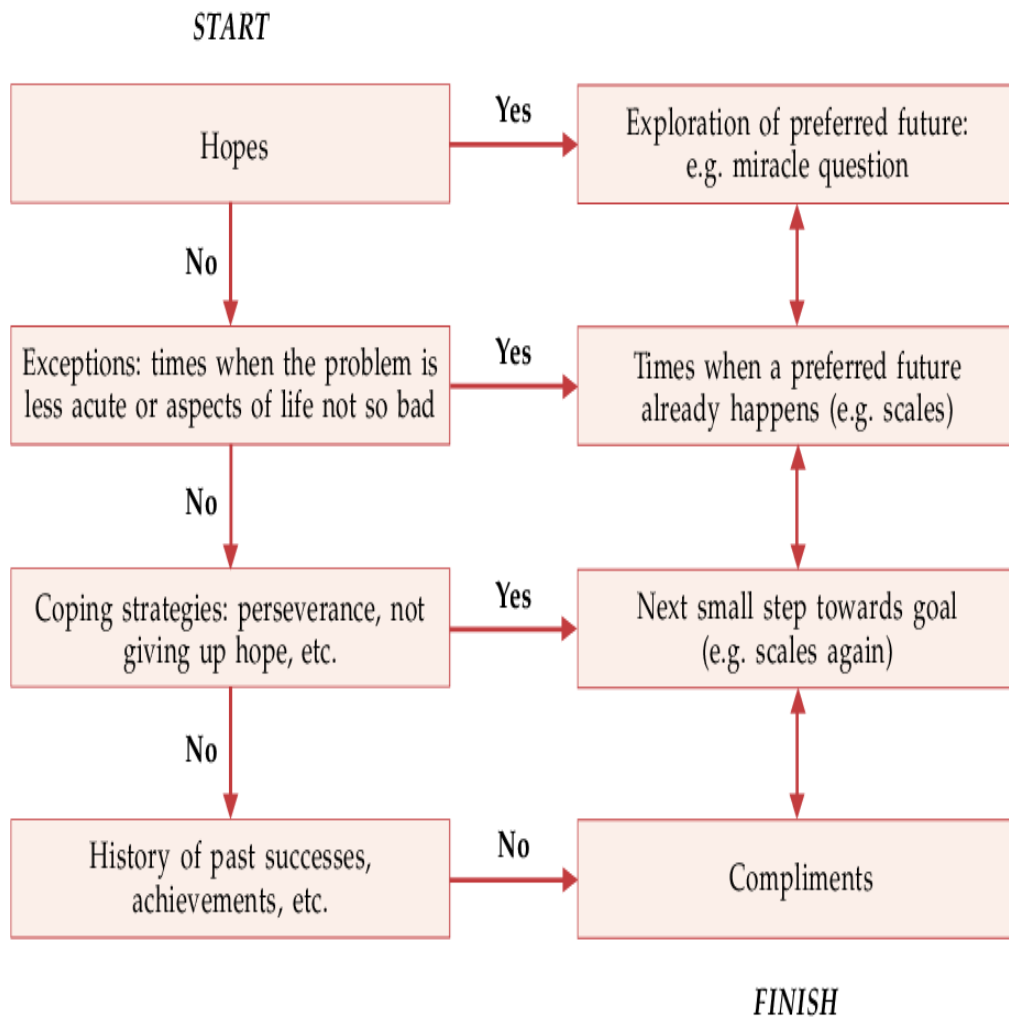 START
Hopes
Yes
Exploration of preferred future:
e.g. miracle question
No
Exceptions: times when the problem is
less acute or aspects of life not so bad
Yes
Times when a preferred future
already happens (e.g. scales)
No
Coping strategies: perseverance, not
giving up hope, etc.
Yes
Next small step towards goal
(e.g. scales again)
No
History of past successes,
achievements, etc.
No
Compliments
FINISH